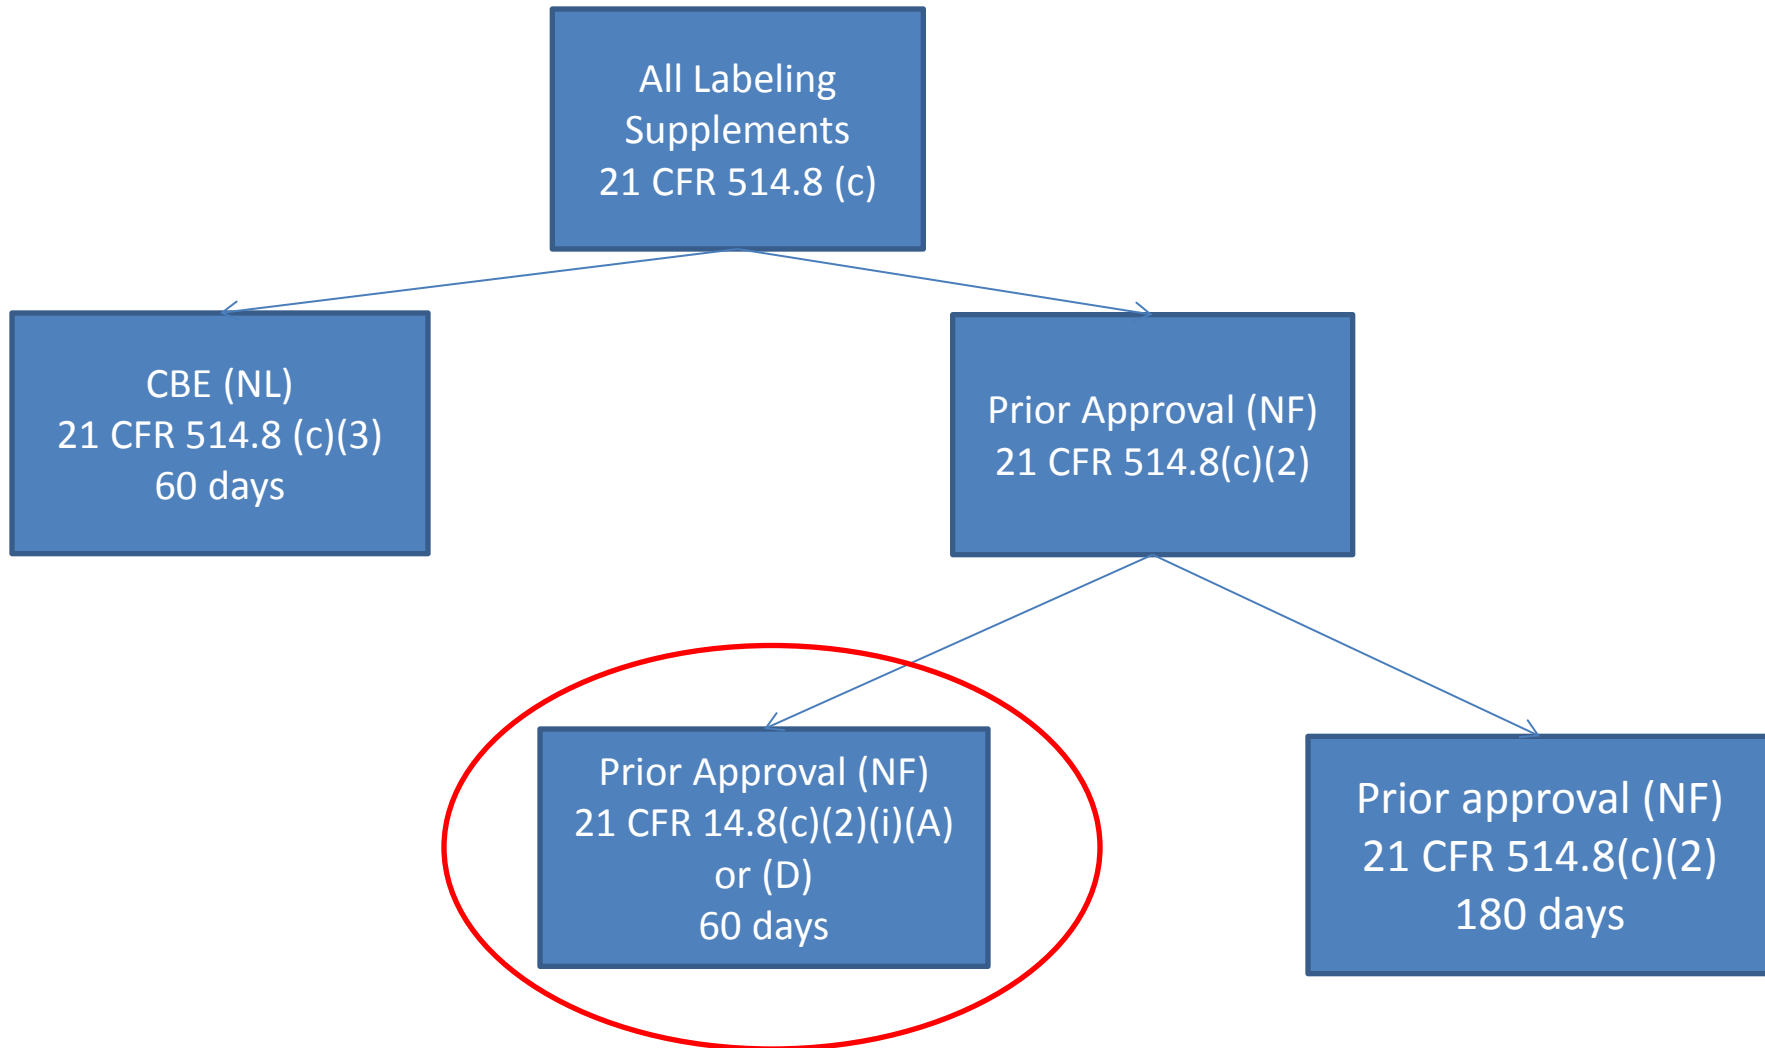 All Labeling
Supplements
21 CFR 514.8 (c)
CBE (NL)
21 CFR 514.8 (c)(3)
60 days
Prior Approval (NF)
21 CFR 514.8(c)(2)
Prior Approval (NF)
21 CFR 14.8(c)(2)(i)(A)
or (D)
60 days
Prior approval (NF)
21 CFR 514.8(c)(2)
180 days